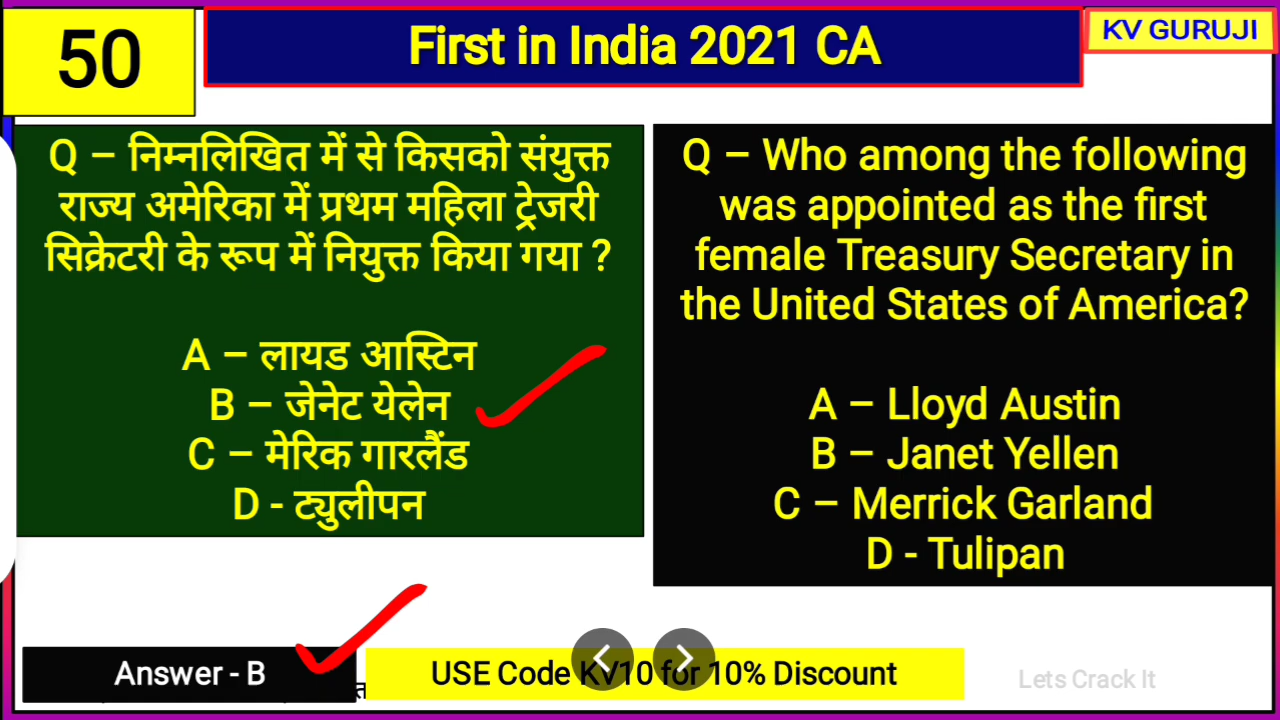 50
First in India 2021 CA
KV GURUJI
Q – निम्नलिखित में से किसको संयुक्त
राज्य अमेरिका में प्रथम महिला ट्रेजरी
सिक्रेटरी के रूप में नियुक्त किया गया ?
A – लायड आस्टिन
B – जेनेट येलेन
C – मेरिक गारलैंड
D - ट्युलीपन
Q – Who among the following
was appointed as the first
female Treasury Secretary in
the United States of America?
A – Lloyd Austin
B – Janet Yellen
C – Merrick Garland
D - Tulipan
Answer - B
USE Code KV10 for 10% Discount
Lets Crack It